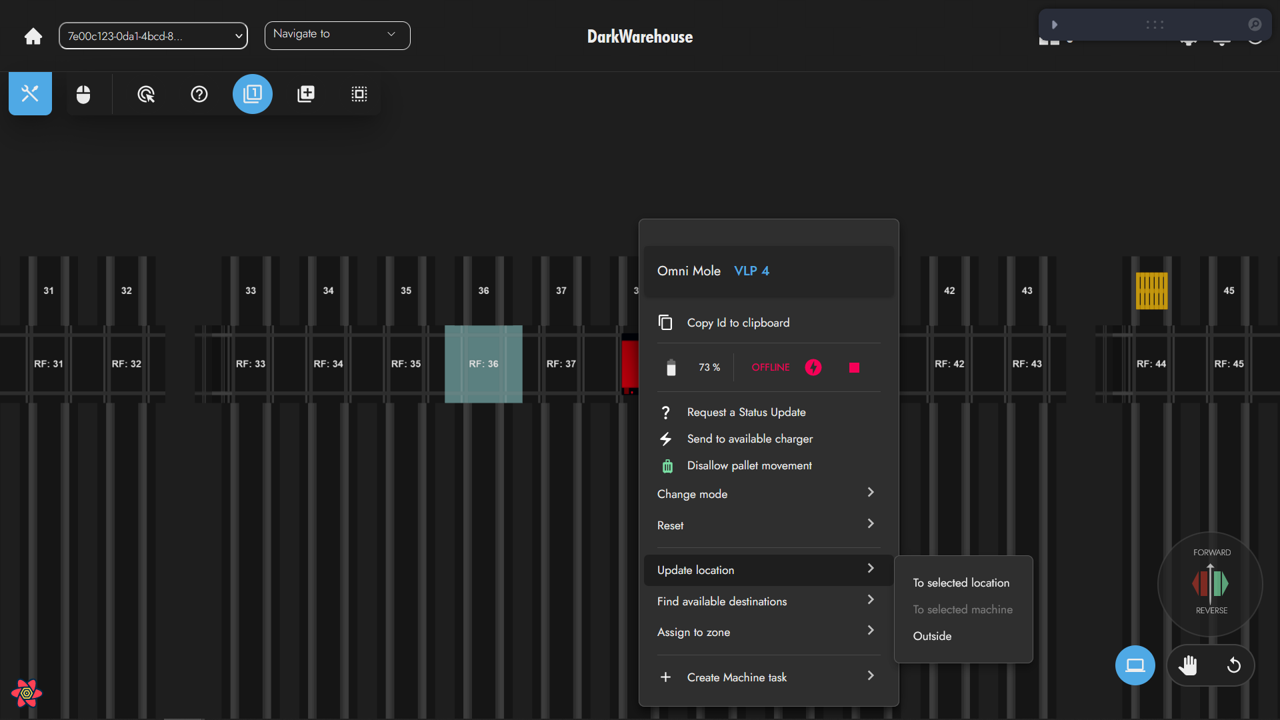 7e00c123-0da1-4bcd-8...
Navigate to
DarkWarehouse
1
31 32 33 34 35 36 37 42 43 45
RF: 31 RF: 32 RF: 33 RF: 34 RF: 35 RF: 36 RF: 37 RF: 42 RF: 43 RF: 44 RF: 45
Omni Mole VLP 4
Copy Id to clipboard
73 % OFFLINE
Request a Status Update
Send to available charger
Disallow pallet movement
Change mode
Reset
Update location
Find available destinations
Assign to zone
Create Machine task
To selected location
To selected machine
Outside
FORWARD
REVERSE